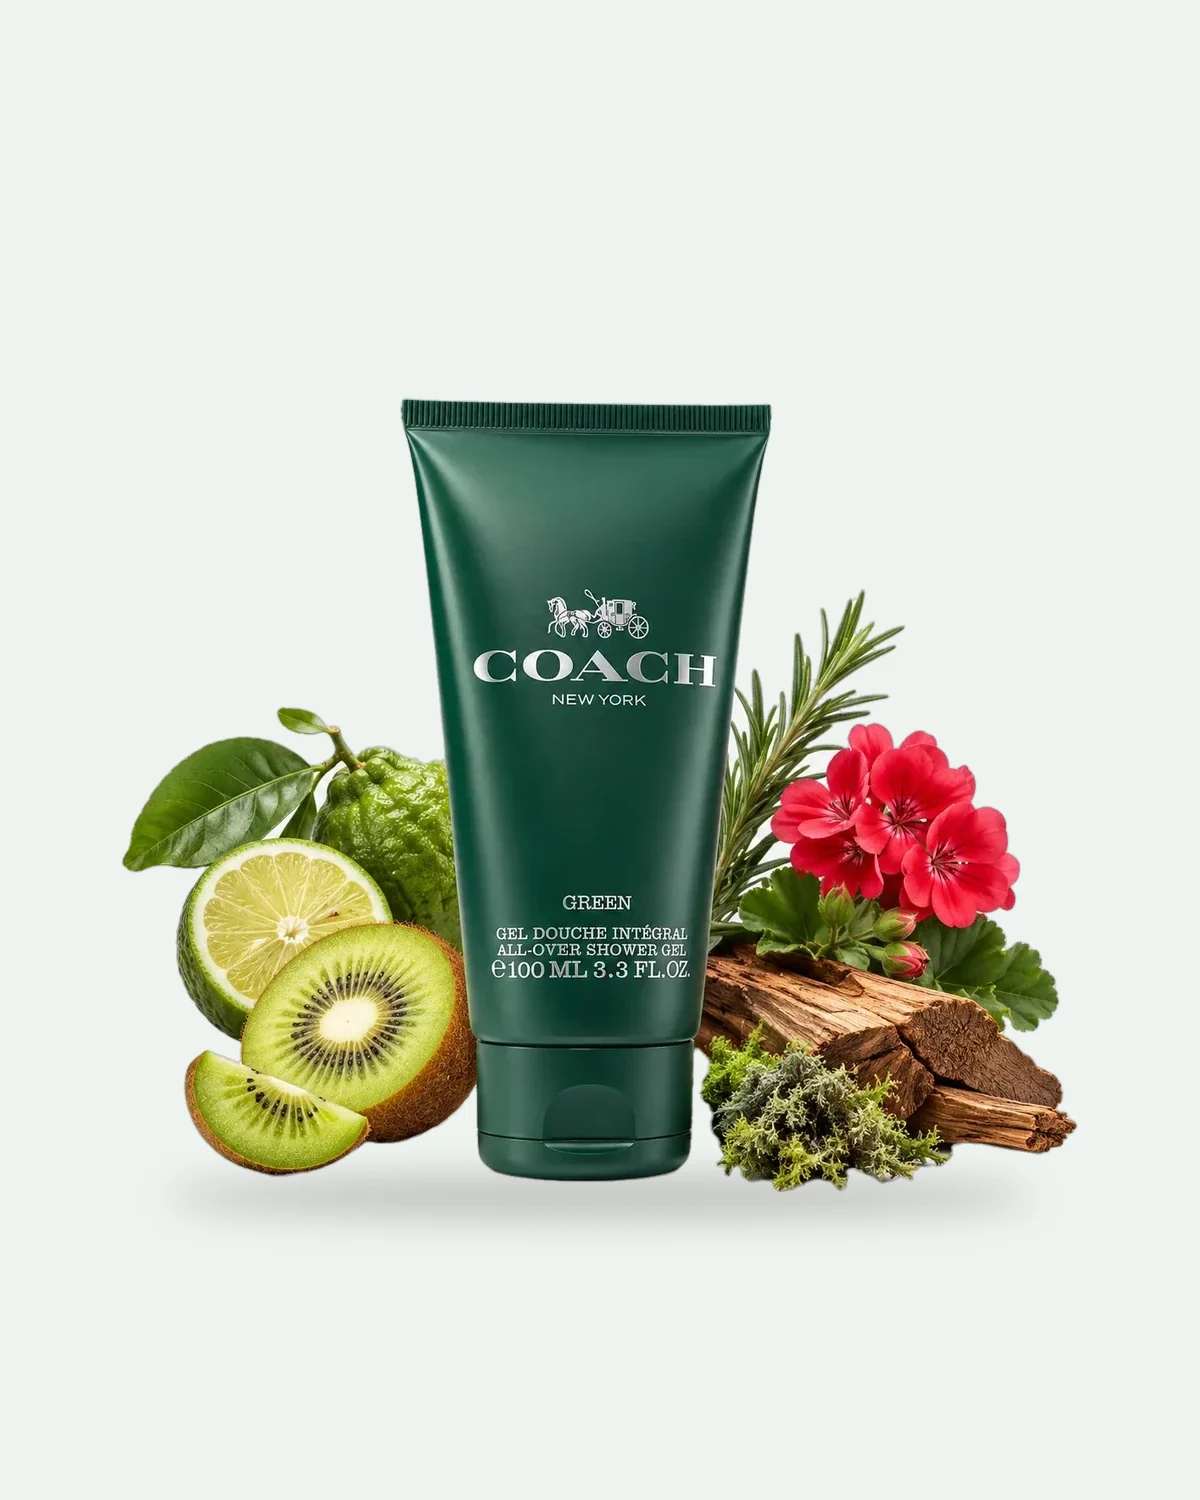 COACH
NEW YORK
GREEN
GEL DOUCHE INTÉGRAL
ALL-OVER SHOWER GEL
℮100 ML 3.3 FL.OZ.